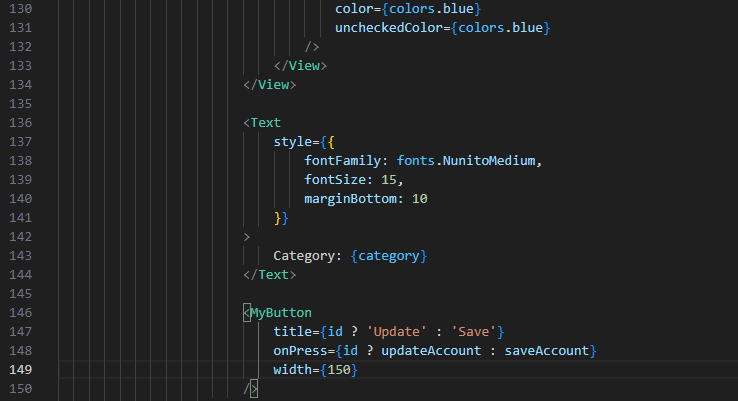 130 color={colors.blue}
131 uncheckedColor={colors.blue}
132 />
133 </View>
134 </View>
135
136 <Text
137 style={{
138 fontFamily: fonts.NunitoMedium,
139 fontSize: 15,
140 marginBottom: 10
141 }}
142 >
143 Category: {category}
144 </Text>
145
146 <MyButton
147 title={id ? 'Update' : 'Save'}
148 onPress={id ? updateAccount : saveAccount}
149 width={150}
150 />